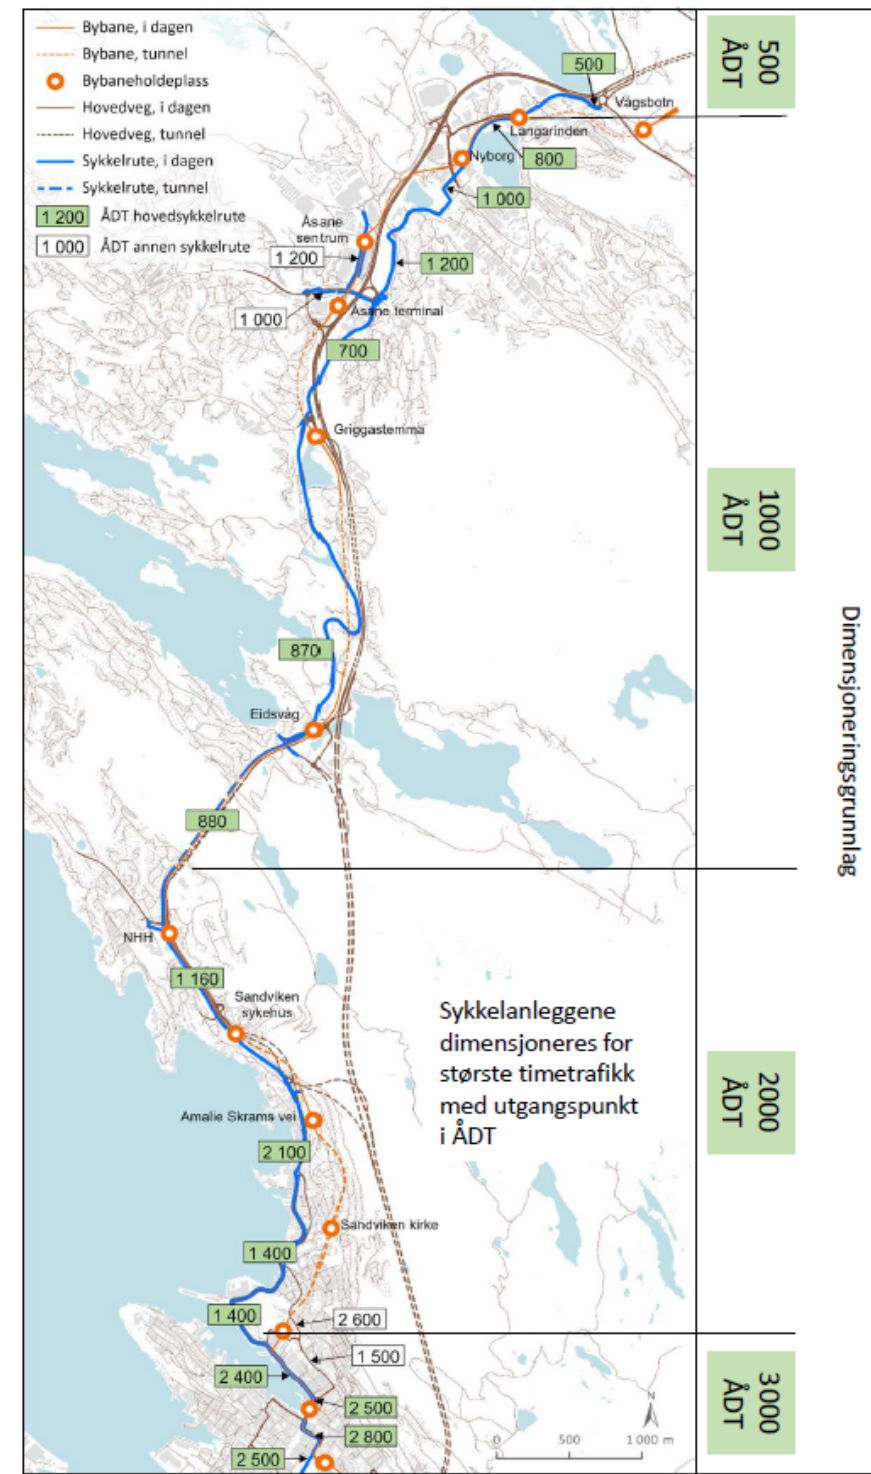 Bybane, i dagen
Bybane, tunnel
Bybaneholdeplass
Hovedveg, i dagen
Hovedveg, tunnel
Sykkelrute, i dagen
Sykkelrute, tunnel
1 200 ÅDT hovedsykkelrute
1 000 ÅDT annen sykkelrute
500
Vågsbotn
Langarinden
Nyborg
800
1 000
Åsane
sentrum
1 200
1 200
1 000
Åsane terminal
700
Griggastemma
870
Eidsvåg
880
NHH
1 160
Sandviken
sykehus
Amalie Skrams vei
2 100
Sandviken kirke
1 400
1 400
2 600
1 500
2 400
2 500
2 800
2 500
Sykkelanleggene
dimensjoneres for
største timetrafikk
med utgangspunkt
i ÅDT
N
0 500 1 000 m
500
ÅDT
1000
ÅDT
2000
ÅDT
3000
ÅDT
Dimensjoneringsgrunnlag